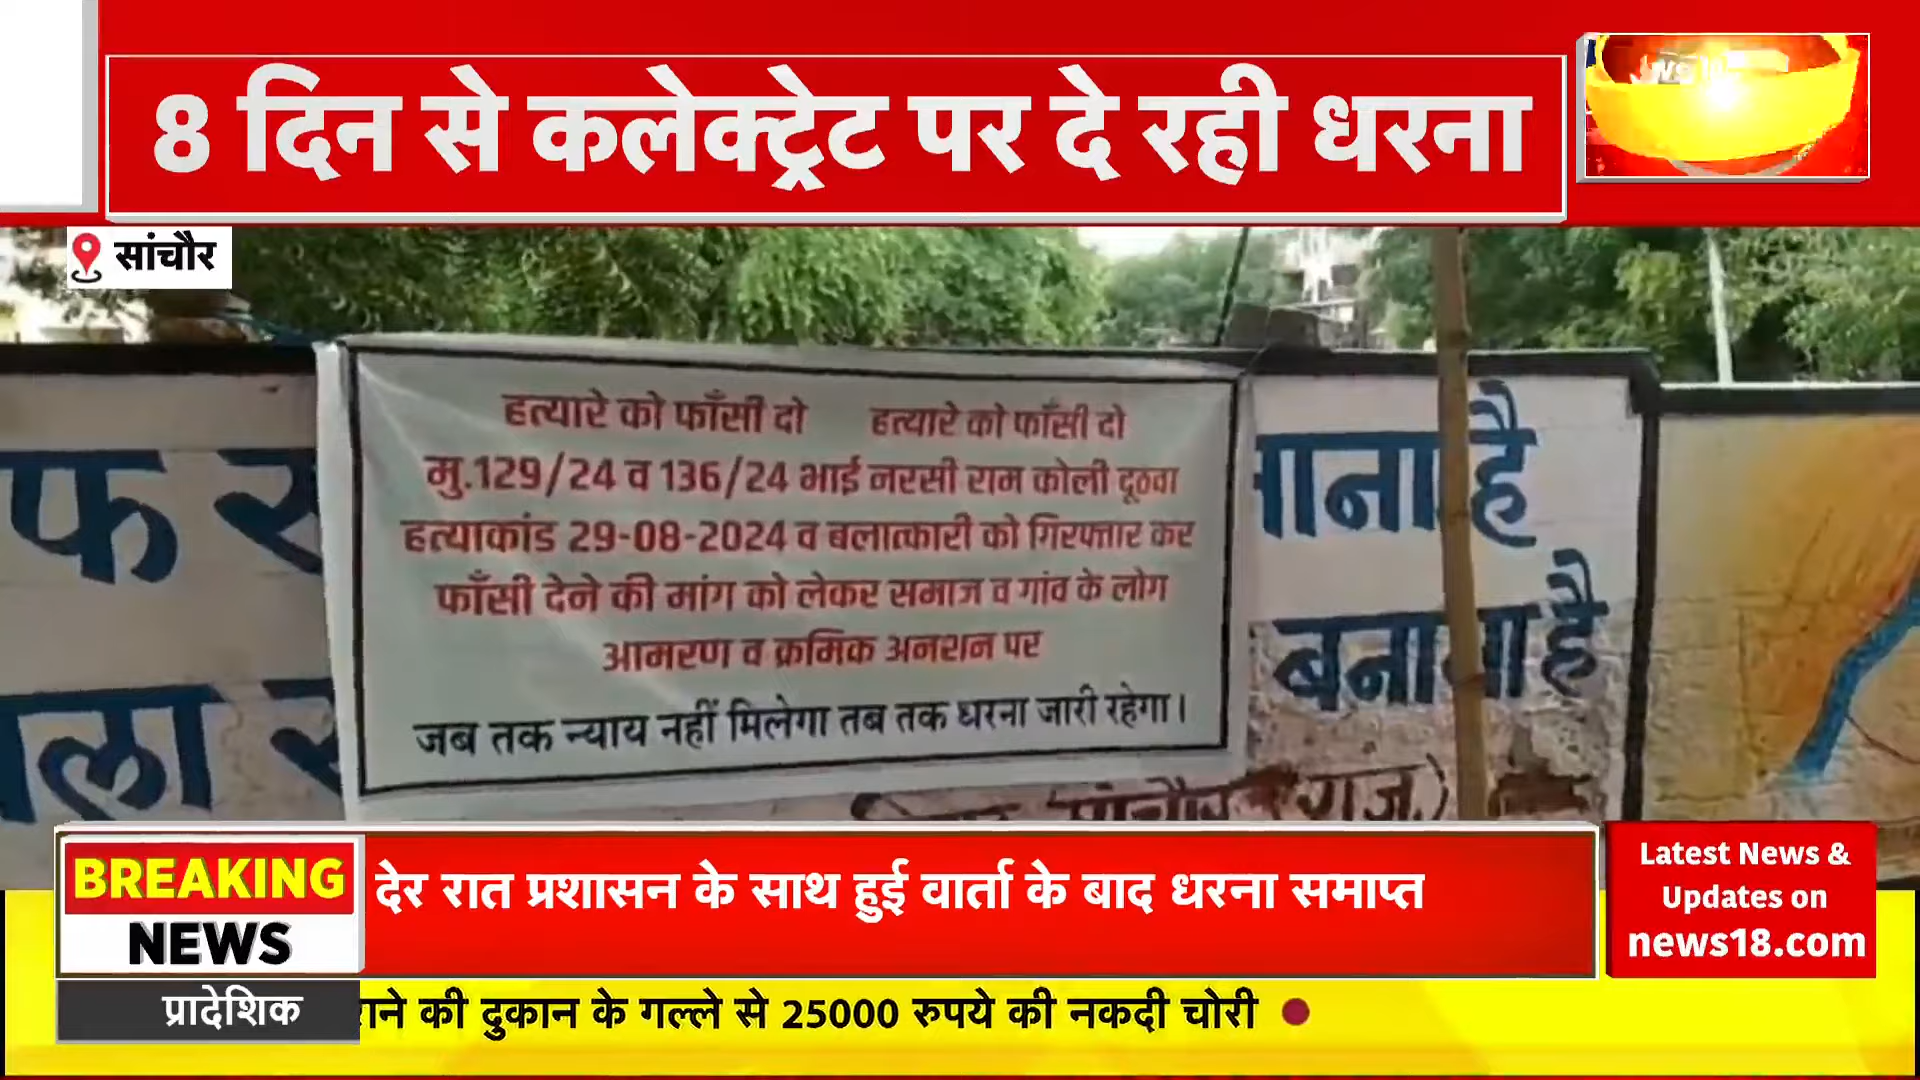 8 दिन से कलेक्ट्रेट पर दे रही धरना
सांचौर
हत्यारे को फाँसी दो हत्यारे को फाँसी दो
मु.129/24 व 136/24 भाई नरसी राम कोली दूठवा
हत्याकांड 29-08-2024 व बलात्कारी को गिरफ्तार कर
फाँसी देने की मांग को लेकर समाज व गांव के लोग
आमरण व क्रमिक अनशन पर
जब तक न्याय नहीं मिलेगा तब तक धरना जारी रहेगा।
है
बनाना है
सांचौर (राज.)
BREAKING
NEWS
देर रात प्रशासन के साथ हुई वार्ता के बाद धरना समाप्त
Latest News &
Updates on
news18.com
प्रादेशिक
की दुकान के गल्ले से 25000 रुपये की नकदी चोरी